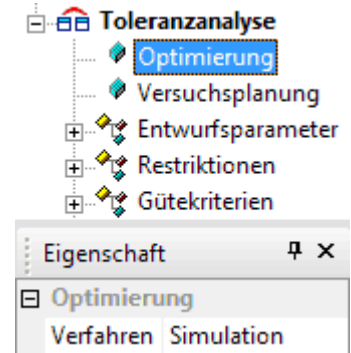 Toleranzanalyse
Optimierung
Versuchsplanung
Entwurfsparameter
Restriktionen
Gütekriterien
Eigenschaft
Optimierung
Verfahren Simulation